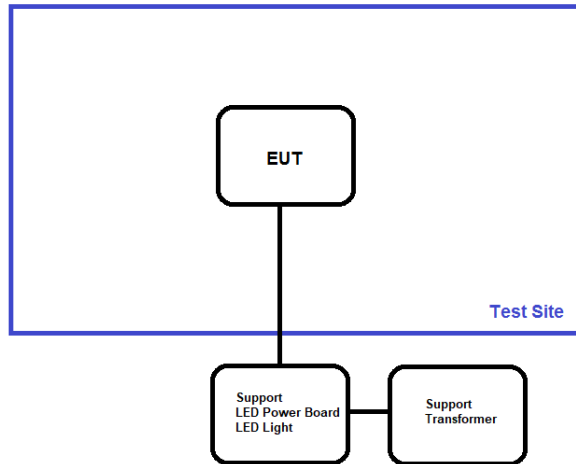 EUT
Test Site
Support
LED Power Board
LED Light
Support
Transformer